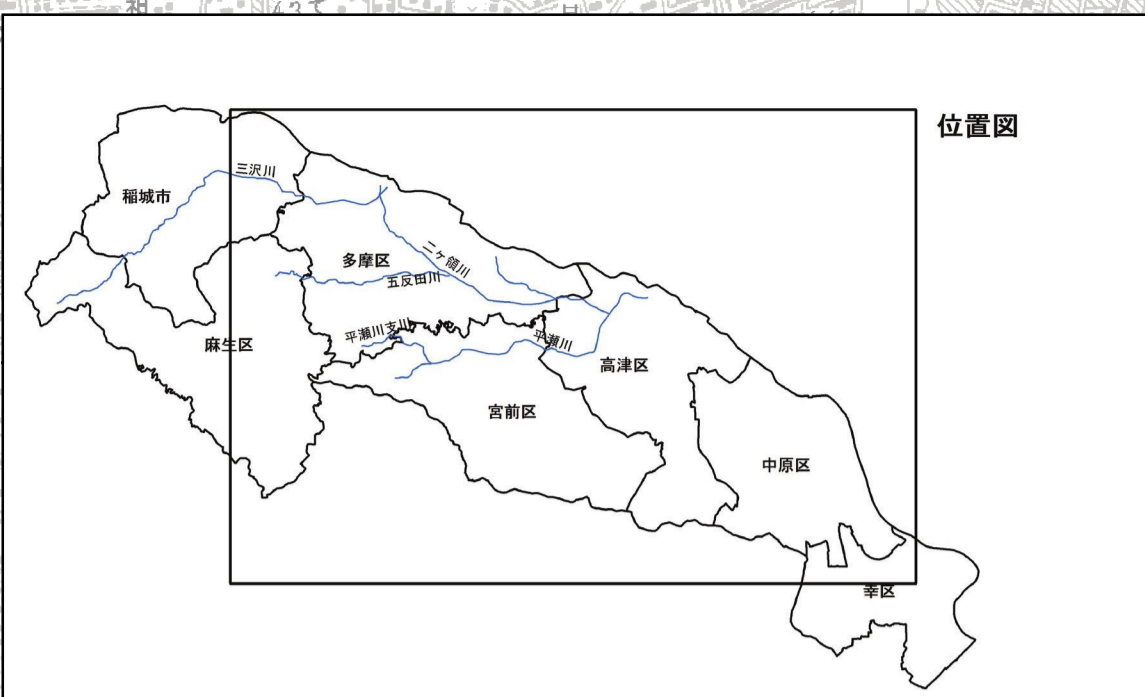 位置図
三沢川
稲城市
二ヶ領川
多摩区
五反田川
平瀬川支川
平瀬川
麻生区
高津区
宮前区
中原区
幸区